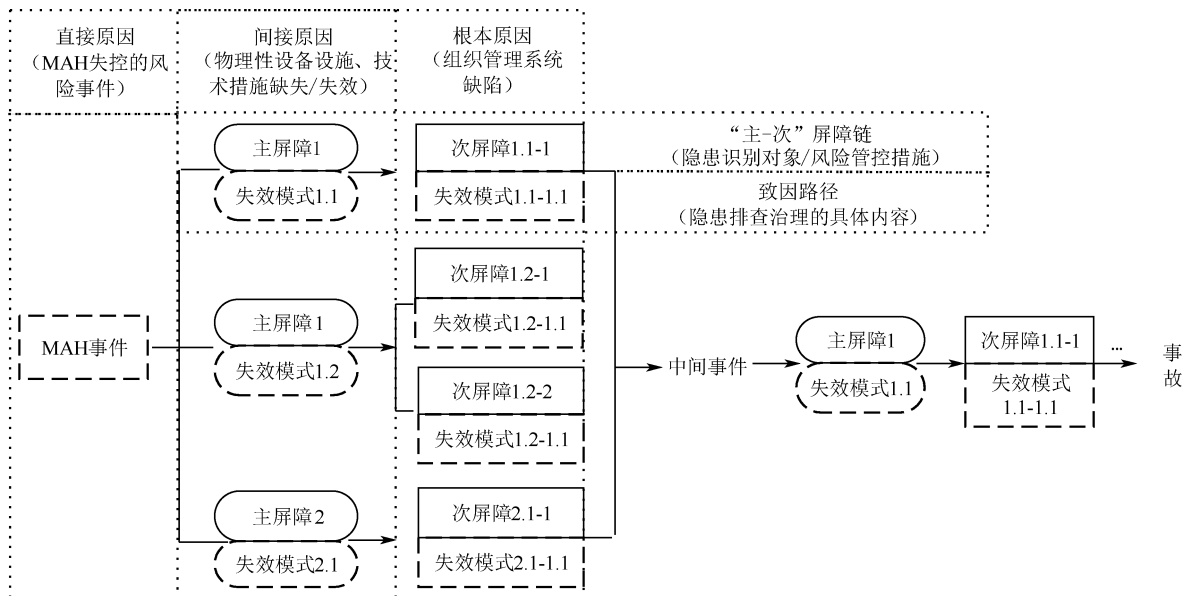 直接原因
（MAH失控的风
险事件）
间接原因
（物理性设备设施、技
术措施缺失/失效）
根本原因
（组织管理系统
缺陷）
主屏障1
失效模式1.1
次屏障1.1-1
失效模式1.1-1.1
“主-次”屏障链
（隐患识别对象/风险管控措施）
致因路径
（隐患排查治理的具体内容）
MAH事件
主屏障1
失效模式1.2
次屏障1.2-1
失效模式1.2-1.1
次屏障1.2-2
失效模式1.2-1.1
主屏障2
失效模式2.1
次屏障2.1-1
失效模式2.1-1.1
中间事件
主屏障1
失效模式1.1
次屏障1.1-1
失效模式
1.1-1.1
...
事
故